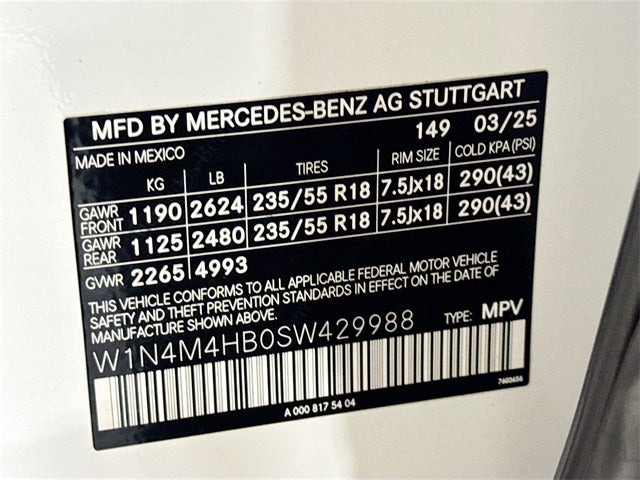 MFD BY MERCEDES-BENZ AG STUTTGART
149 03/25
MADE IN MEXICO
KG LB TIRES RIM SIZE COLD KPA (PSI)
GAWR FRONT 1190 2624 235/55 R18 7.5Jx18 290(43)
GAWR REAR 1125 2480 235/55 R18 7.5Jx18 290(43)
GVWR 2265 4993
THIS VEHICLE CONFORMS TO ALL APPLICABLE FEDERAL MOTOR VEHICLE
SAFETY AND THEFT PREVENTION STANDARDS IN EFFECT ON THE DATE OF
MANUFACTURE SHOWN ABOVE.
W1N4M4HB0SW429988 TYPE: MPV
7603656
A 000 817 54 04